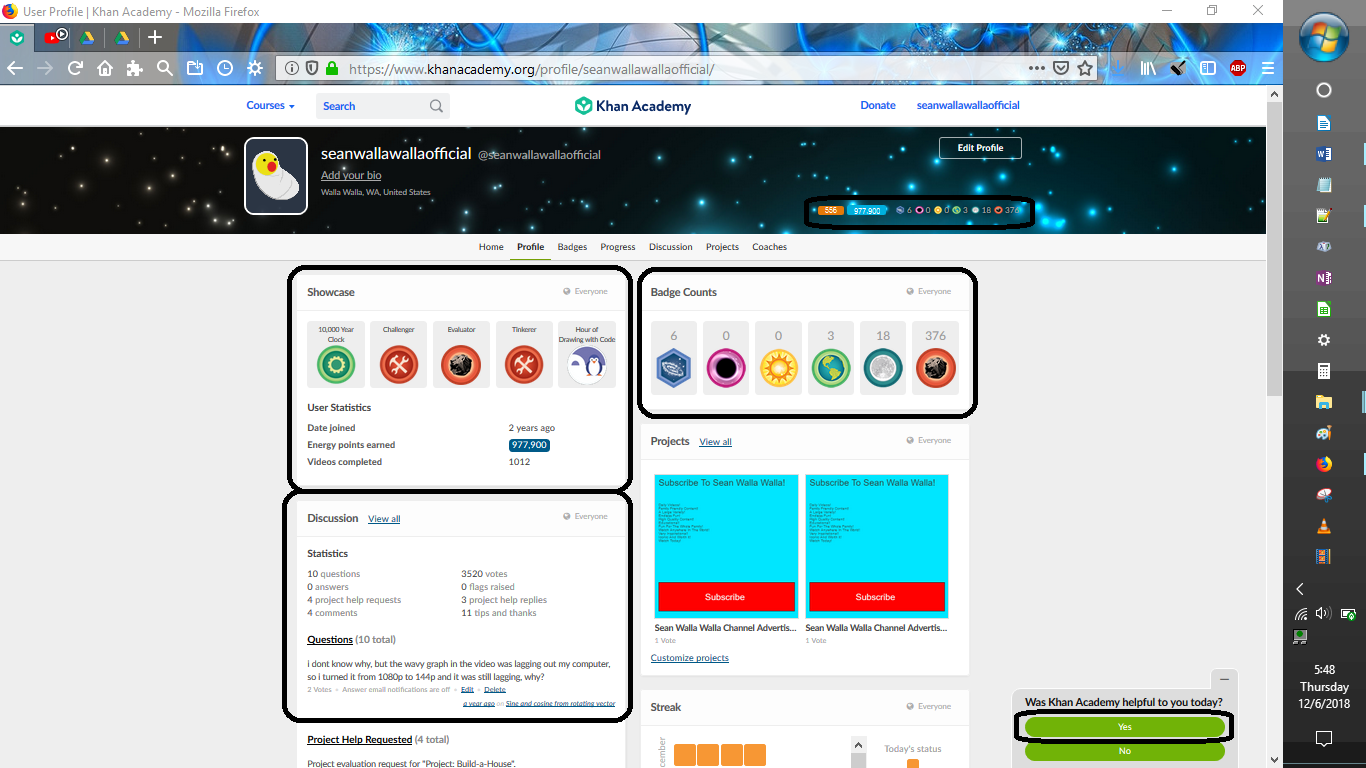 User Profile | Khan Academy - Mozilla Firefox
https://www.khanacademy.org/profile/seanwallawallaofficial/
ABP
Courses
Search
Khan Academy
Donate
seanwallawallaofficial
seanwallawallaofficial @seanwallawallaofficial
Edit Profile
Add your bio
Walla Walla, WA, United States
556 977,900 6 0 0 3 18 376
Home Profile Badges Progress Discussion Projects Coaches
Showcase Everyone
10,000 Year Clock
Challenger
Evaluator
Tinkerer
Hour of Drawing with Code
User Statistics
Date joined 2 years ago
Energy points earned 977,900
Videos completed 1012
Badge Counts Everyone
6 0 0 3 18 376
Discussion View all Everyone
Statistics
10 questions 3520 votes
0 answers 0 flags raised
4 project help requests 3 project help replies
4 comments 11 tips and thanks
Questions (10 total)
i dont know why, but the wavy graph in the video was lagging out my computer,
so i turned it from 1080p to 144p and it was still lagging, why?
2 Votes • Answer email notifications are off • Edit • Delete
a year ago on Sine and cosine from rotating vector
Project Help Requested (4 total)
Project evaluation request for "Project: Build-a-House".
Projects View all Everyone
Subscribe To Sean Walla Walla!
Subscribe
Sean Walla Walla Channel Advertis...
1 Vote
Subscribe To Sean Walla Walla!
Subscribe
Sean Walla Walla Channel Advertis...
1 Vote
Customize projects
Streak Everyone
cember
Today's status
Was Khan Academy helpful to you today?
Yes
No
5:48
Thursday
12/6/2018